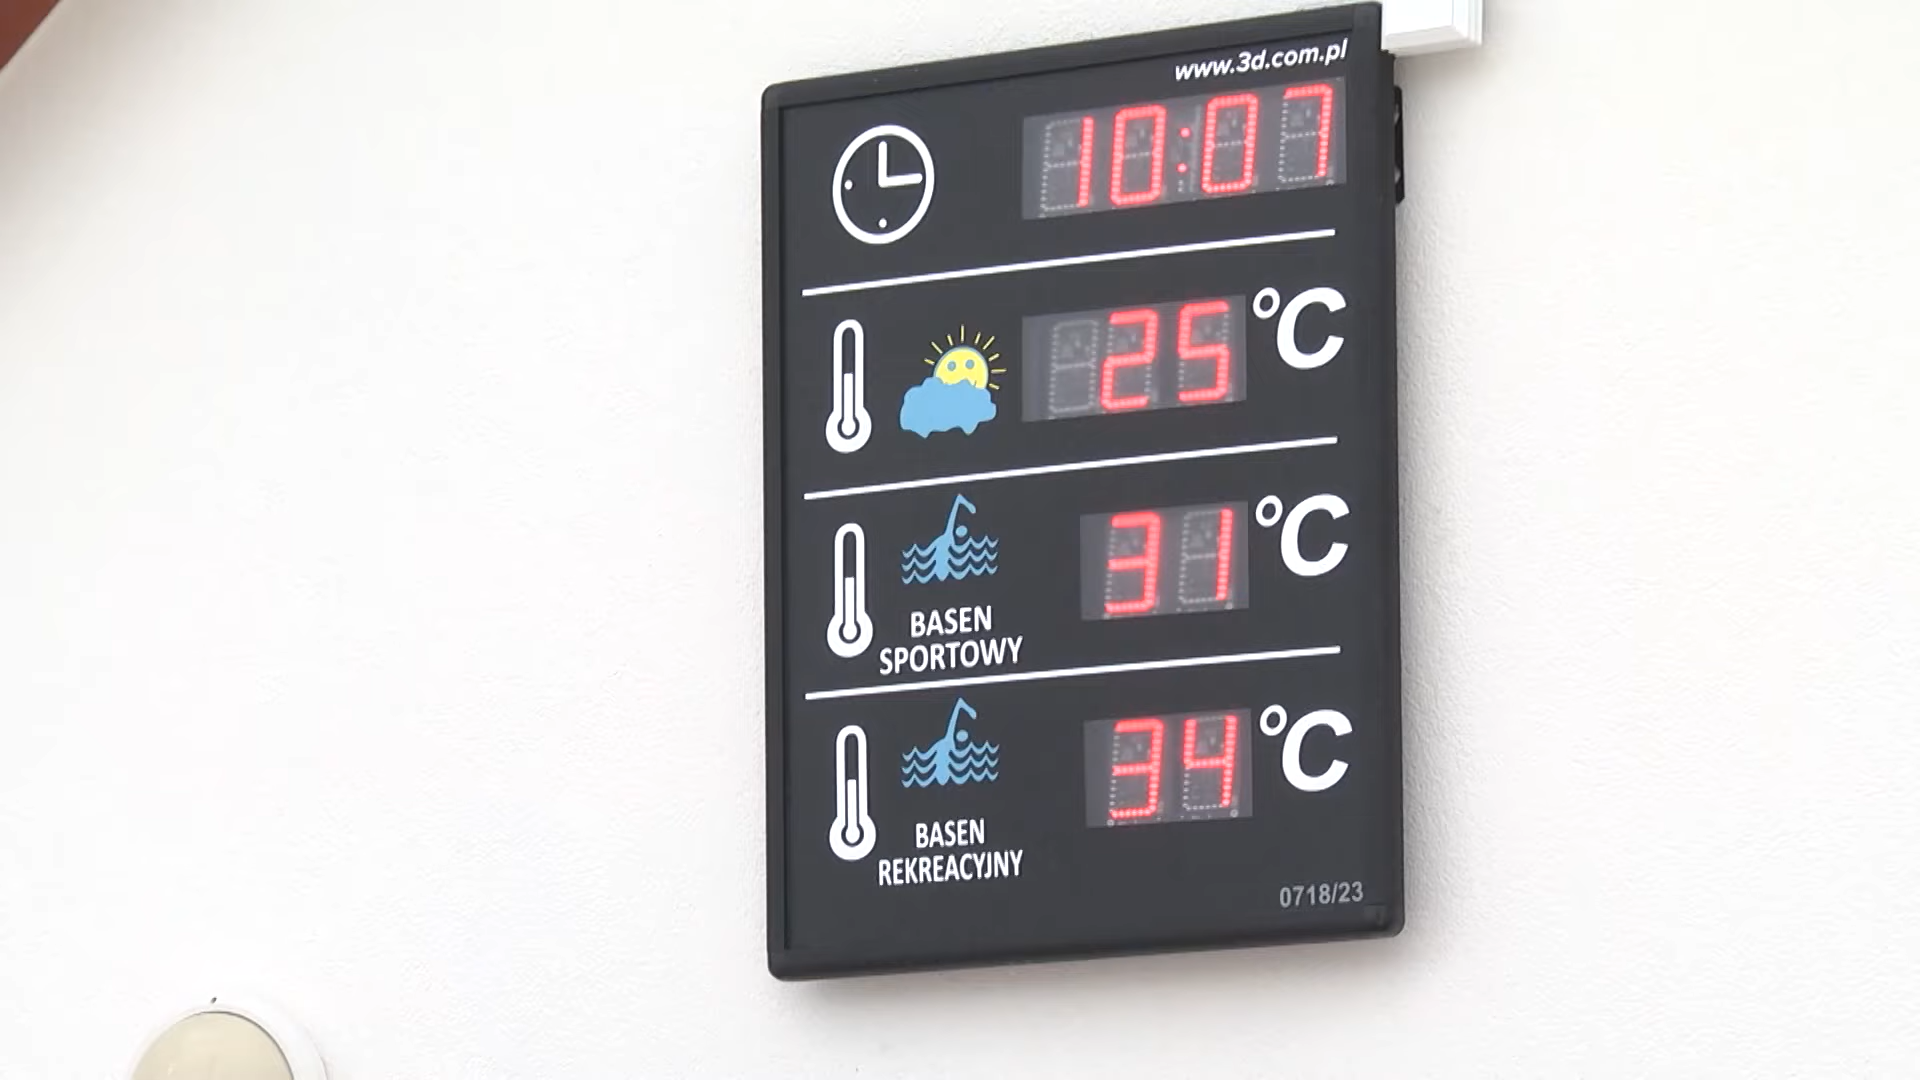 www.3d.com.pl
10:07
25 °C
31 °C
BASEN
SPORTOWY
34 °C
BASEN
REKREACYJNY
0718/23